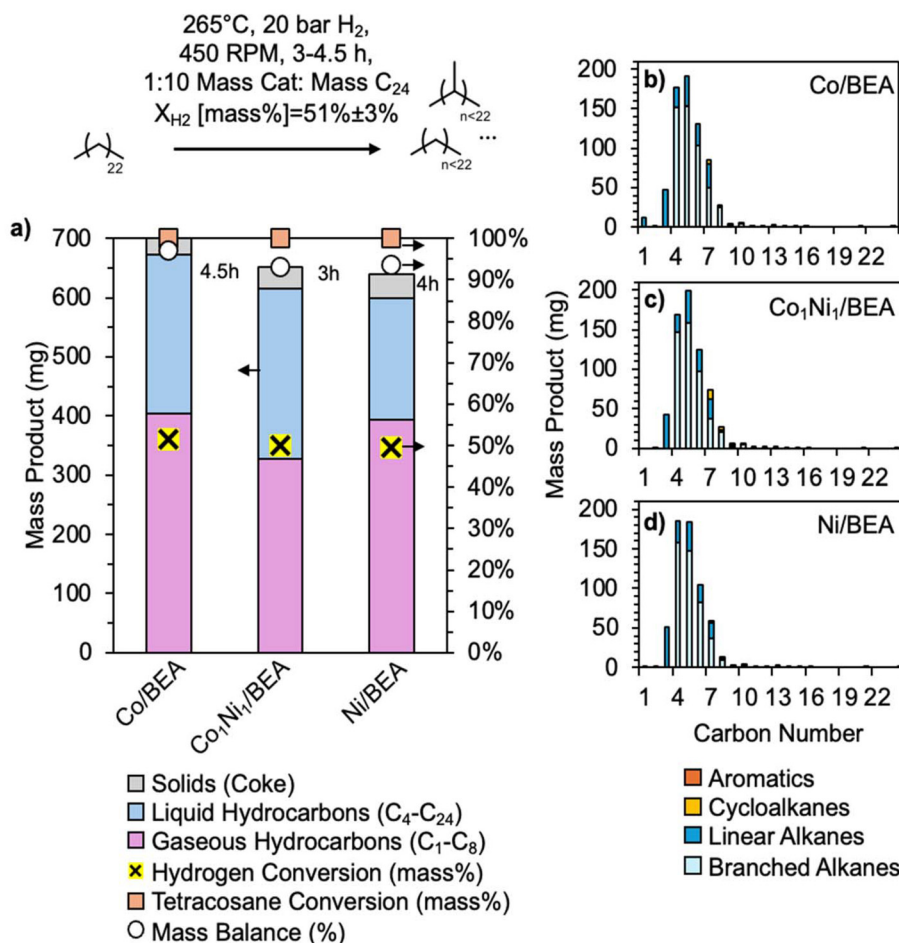 265°C, 20 bar H₂,
450 RPM, 3-4.5 h,
1:10 Mass Cat: Mass C₂₄
X_H2 [mass%]=51%±3%
22
n<22
n<22
...
a)
700
600
500
400
300
200
100
0
Mass Product (mg)
4.5h
3h
4h
100%
90%
80%
70%
60%
50%
40%
30%
20%
10%
0%
Co/BEA
Co₁Ni₁/BEA
Ni/BEA
Solids (Coke)
Liquid Hydrocarbons (C₄-C₂₄)
Gaseous Hydrocarbons (C₁-C₈)
Hydrogen Conversion (mass%)
Tetracosane Conversion (mass%)
Mass Balance (%)
Mass Product (mg)
b)
Co/BEA
200
150
100
50
0
1 4 7 10 13 16 19 22
c)
Co₁Ni₁/BEA
200
150
100
50
0
1 4 7 10 13 16 19 22
d)
Ni/BEA
200
150
100
50
0
1 4 7 10 13 16 19 22
Carbon Number
Aromatics
Cycloalkanes
Linear Alkanes
Branched Alkanes